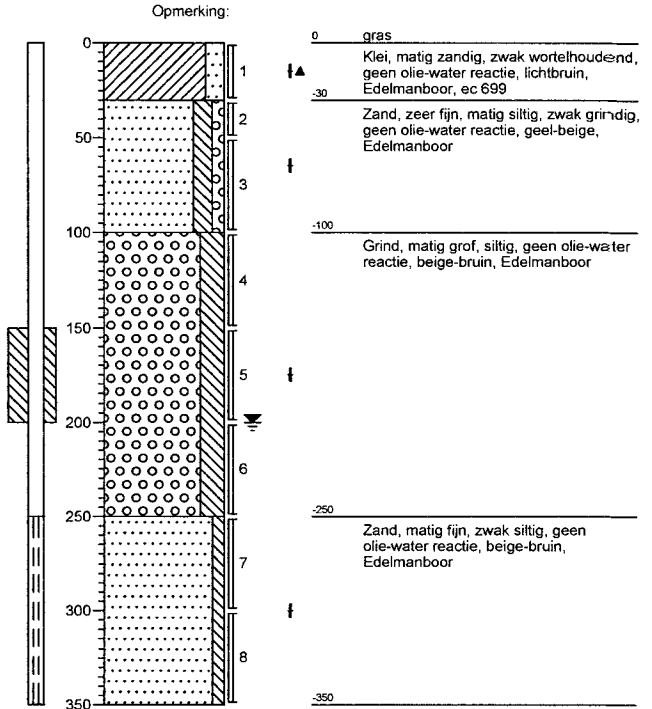 Opmerking:
0 gras
0
Klei, matig zandig, zwak wortelhoudend,
geen olie-water reactie, lichtbruin,
Edelmanboor, ec 699
1
-30
Zand, zeer fijn, matig siltig, zwak grindig,
geen olie-water reactie, geel-beige,
Edelmanboor
2
50
3
-100
100
Grind, matig grof, siltig, geen olie-water
reactie, beige-bruin, Edelmanboor
4
150
5
200
6
-250
250
Zand, matig fijn, zwak siltig, geen
olie-water reactie, beige-bruin,
Edelmanboor
7
300
8
-350
350